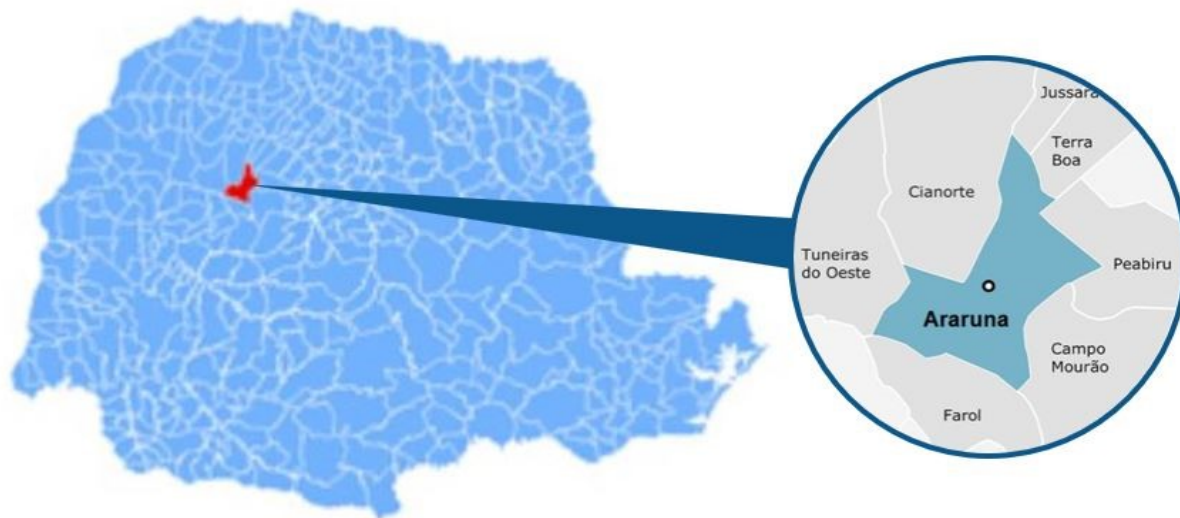 Jussara
Terra
Boa
Cianorte
Tuneiras
do Oeste
Peabiru
Araruna
Campo
Mourão
Farol